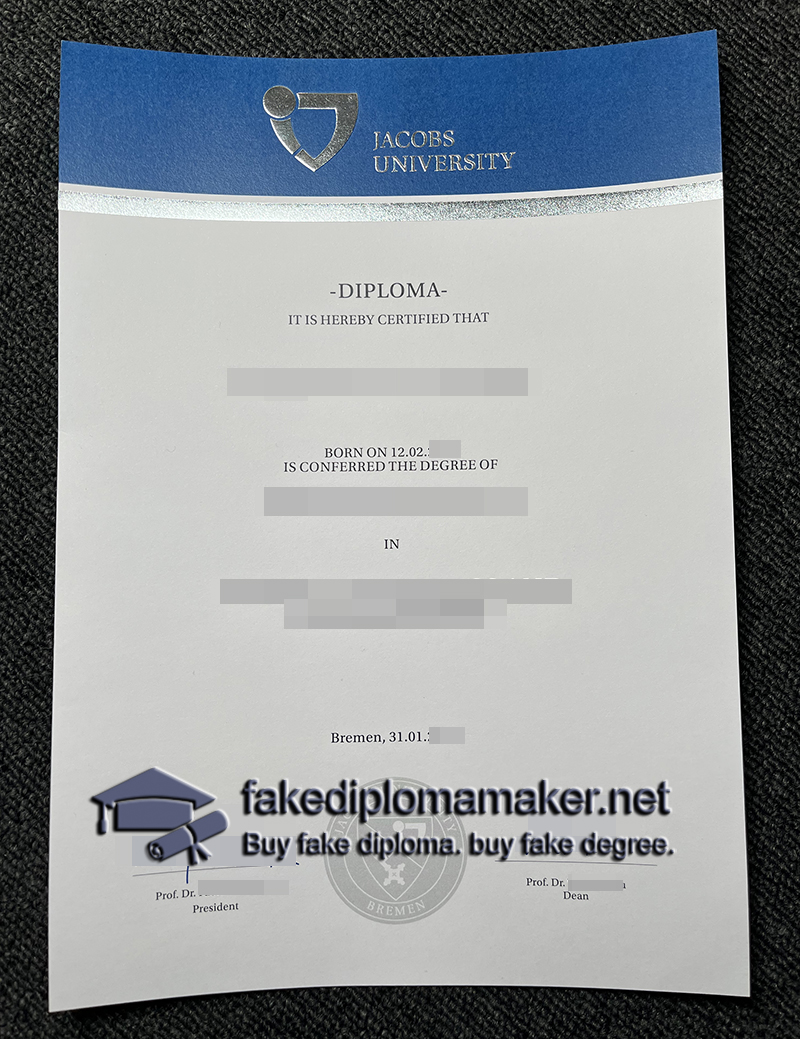 JACOBS
UNIVERSITY
-DIPLOMA-
IT IS HEREBY CERTIFIED THAT
BORN ON 12.02.
IS CONFERRED THE DEGREE OF
IN
Bremen, 31.01.
fakediplomamaker.net
Buy fake diploma. buy fake degree.
BREMEN
Prof. Dr.
President
Prof. Dr.
Dean